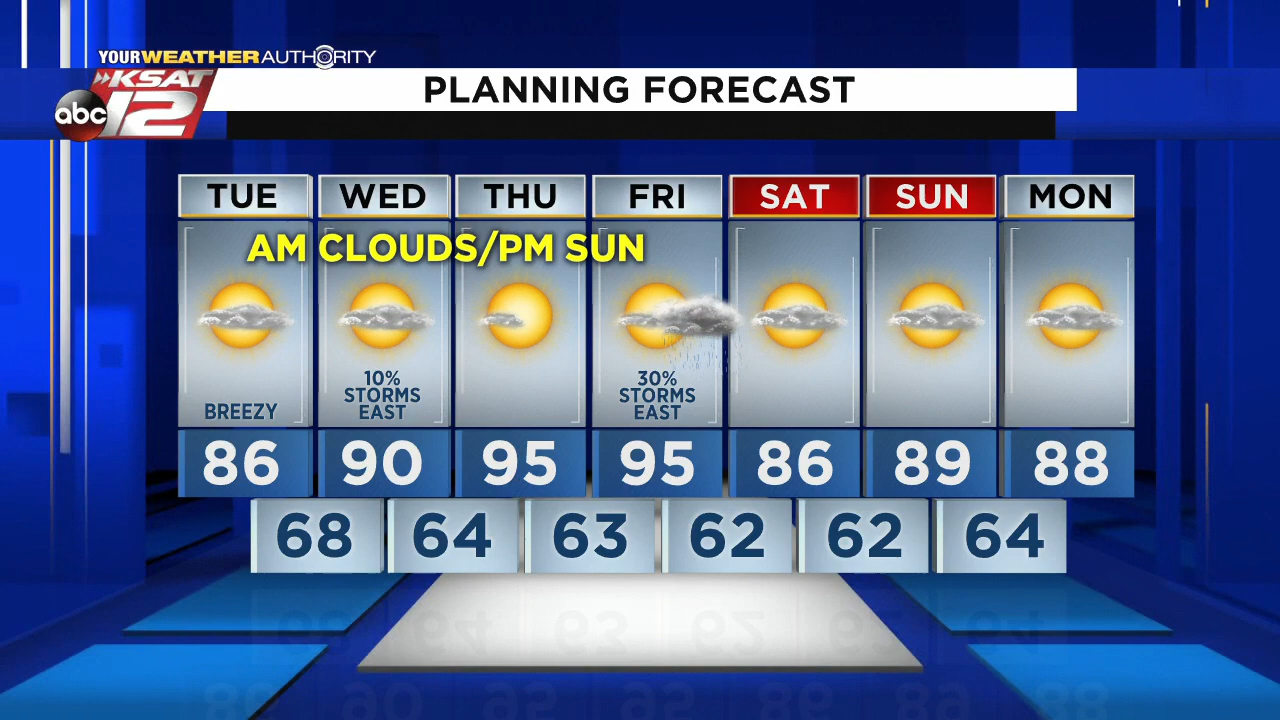 YOURWEATHERAUTHORITY
KSAT
abc 12
PLANNING FORECAST
TUE WED THU FRI SAT SUN MON
AM CLOUDS/PM SUN
BREEZY
10%
STORMS
EAST
30%
STORMS
EAST
86 90 95 95 86 89 88
68 64 63 62 62 64